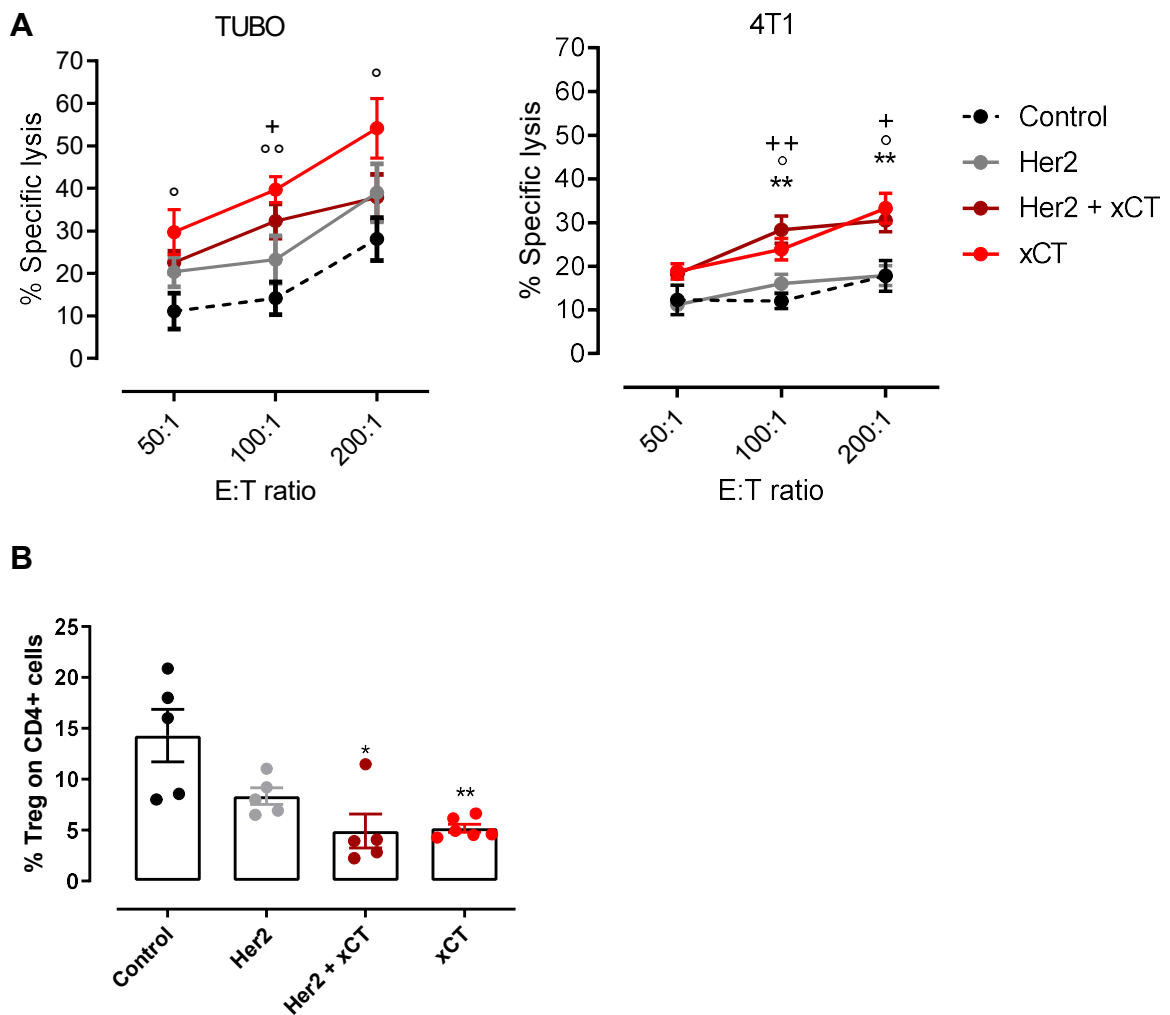 A
TUBO
4T1
% Specific lysis
70
60
50
40
30
20
10
0
°
+
°°
°
50:1
100:1
200:1
E:T ratio
% Specific lysis
70
60
50
40
30
20
10
0
++
°
**
+
°
**
50:1
100:1
200:1
E:T ratio
Control
Her2
Her2 + xCT
xCT
B
% Treg on CD4+ cells
25
20
15
10
5
0
*
**
Control
Her2
Her2 + xCT
xCT